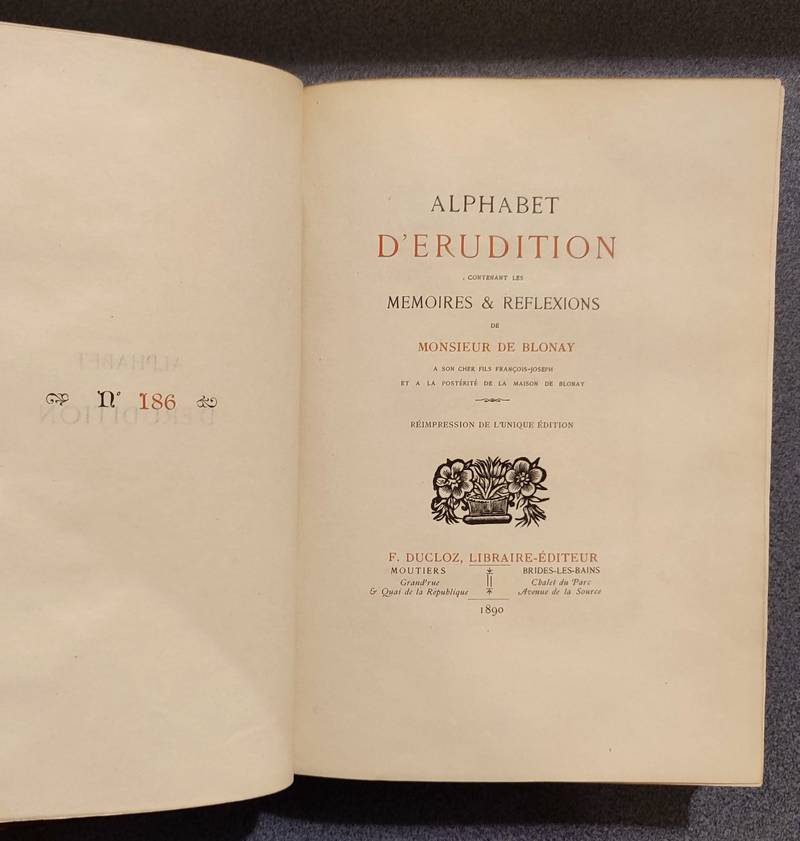 N° 186
ALPHABET
D'ERUDITION
CONTENANT LES
MEMOIRES & REFLEXIONS
DE
MONSIEUR DE BLONAY
A SON CHER FILS FRANÇOIS-JOSEPH
ET A LA POSTÉRITÉ DE LA MAISON DE BLONAY
RÉIMPRESSION DE L'UNIQUE ÉDITION
F. DUCLOZ, LIBRAIRE-ÉDITEUR
MOUTIERS
Grand'rue
& Quai de la République
BRIDES-LES-BAINS
Chalet du Parc
Avenue de la Source
1890